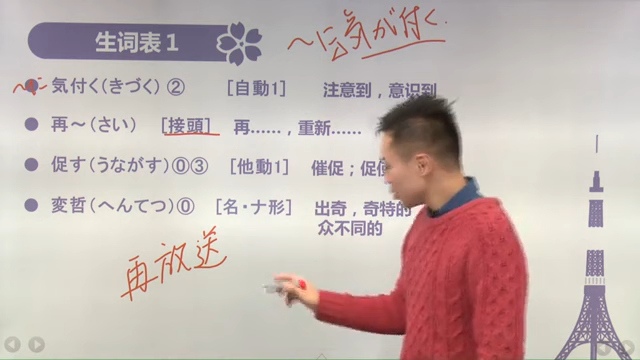 生词表1
~に气が付く
~に
気付く(きづく)② [自動1] 注意到,意识到
再~(さい) [接頭] 再……,重新……
促す(うながす)⓪③ [他動1] 催促;促
変哲(へんてつ)⓪ [名・ナ形] 出奇,奇特的
众不同的
再放送